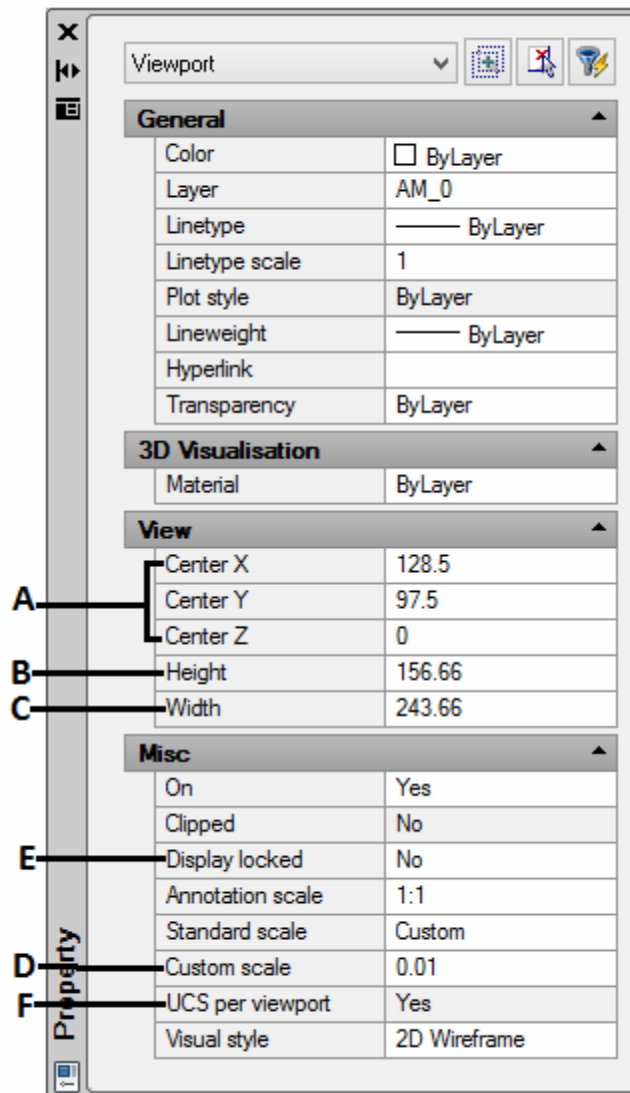 Viewport
General
Color ByLayer
Layer AM_0
Linetype ByLayer
Linetype scale 1
Plot style ByLayer
Lineweight ByLayer
Hyperlink
Transparency ByLayer
3D Visualisation
Material ByLayer
View
Center X 128.5
A Center Y 97.5
Center Z 0
B Height 156.66
C Width 243.66
Misc
On Yes
Clipped No
E Display locked No
Annotation scale 1:1
Standard scale Custom
D Custom scale 0.01
F UCS per viewport Yes
Visual style 2D Wireframe
Property